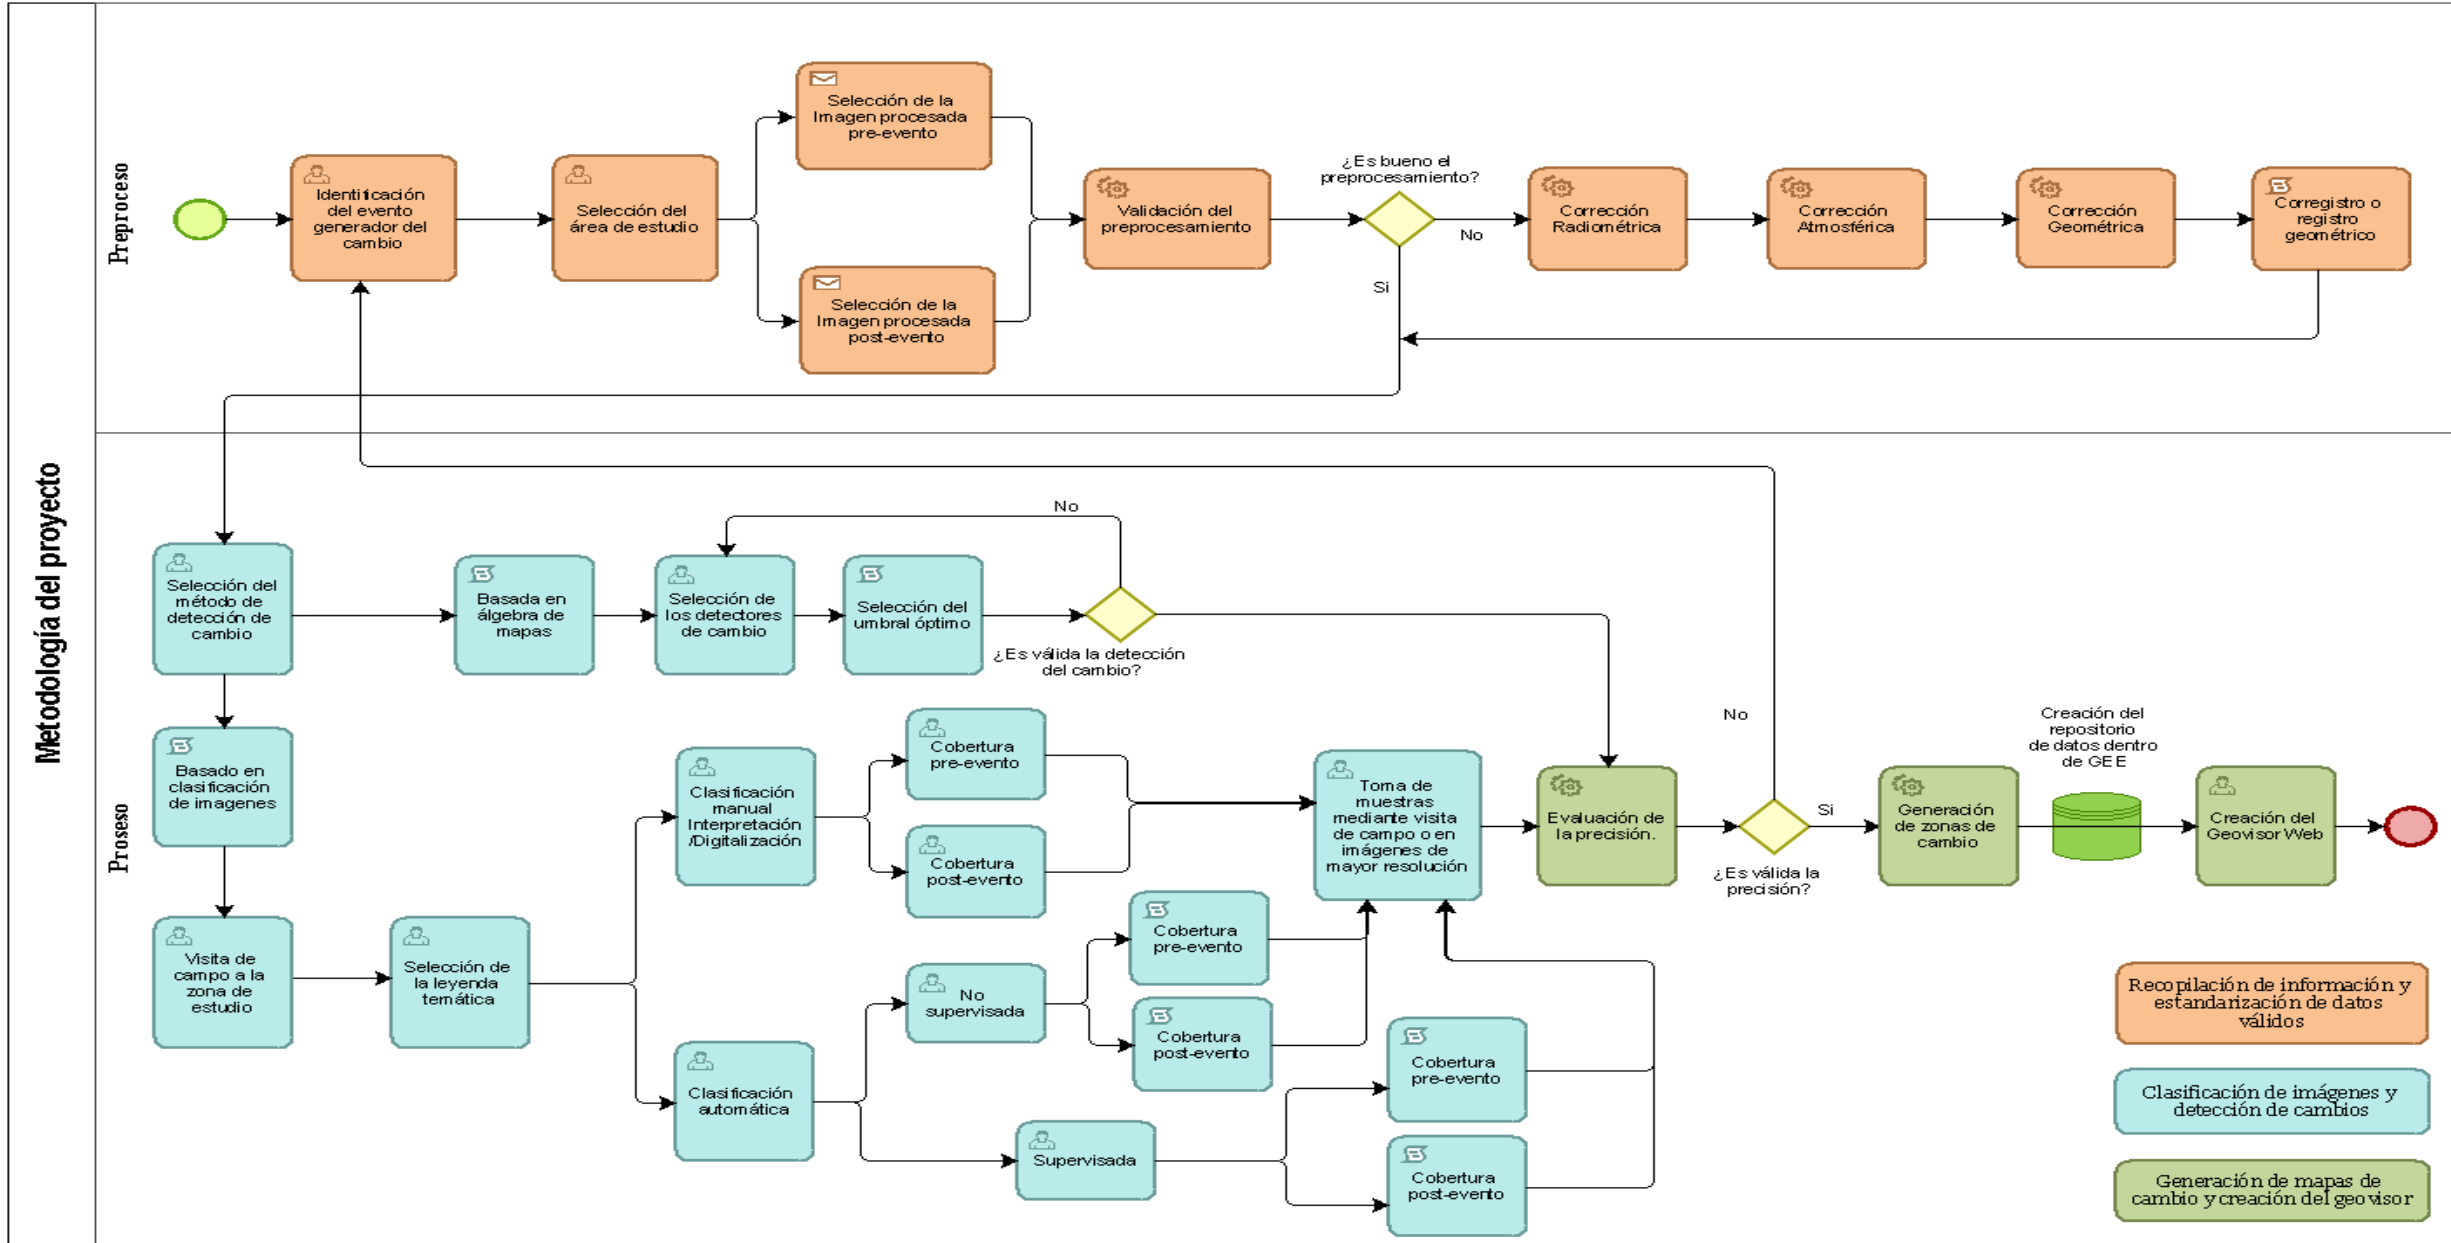 Metodología del proyecto
Preproceso
Identificación
del evento
generador del
cambio
Selección del
área de estudio
Selección de la
Imagen procesada
pre-evento
Selección de la
Imagen procesada
post-evento
Validación del
preprocesamiento
¿Es bueno el
preprocesamiento?
No
Si
Corrección
Radiométrica
Corrección
Atmosférica
Corrección
Geométrica
Corregistro o
registro
geométrico
Proseso
Selección del
método de
detección de
cambio
Basada en
álgebra de
mapas
Selección de
los detectores
de cambio
Selección del
umbral óptimo
No
¿Es válida la detección
del cambio?
Basado en
clasificación
de imagenes
Visita de
campo a la
zona de
estudio
Selección de
la leyenda
temática
Clasificación
manual
Interpretación
/Digitalización
Cobertura
pre-evento
Cobertura
post-evento
Clasificación
automática
No
supervisada
Cobertura
pre-evento
Cobertura
post-evento
Supervisada
Cobertura
pre-evento
Cobertura
post-evento
Toma de
muestras
mediante visita
de campo o en
imágenes de
mayor resolución
Evaluación de
la precisión.
No
Si
¿Es válida la
precisión?
Generación
de zonas de
cambio
Creación del
repositorio
de datos dentro
de GEE
Creación del
Geovisor Web
Recopilación de información y
estandarización de datos
válidos
Clasificación de imágenes y
detección de cambios
Generación de mapas de
cambio y creación del geovisor